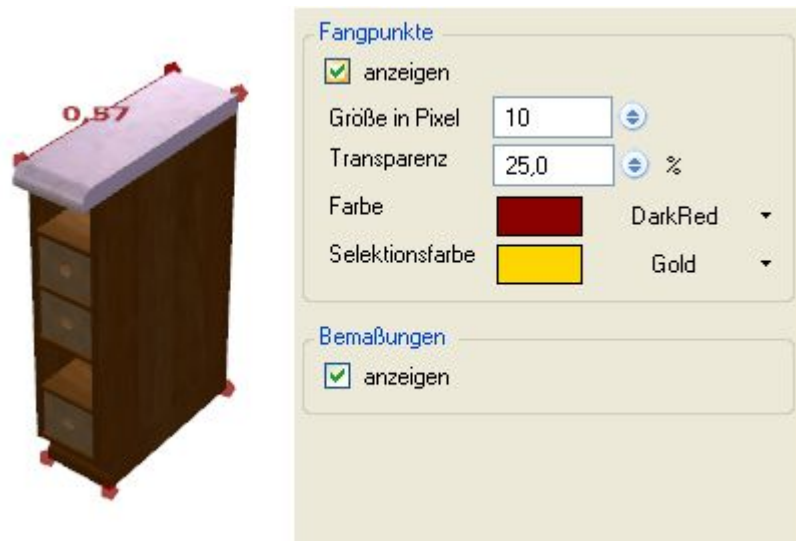 0,57
Fangpunkte
anzeigen
Größe in Pixel 10
Transparenz 25,0 %
Farbe DarkRed
Selektionsfarbe Gold
Bemaßungen
anzeigen